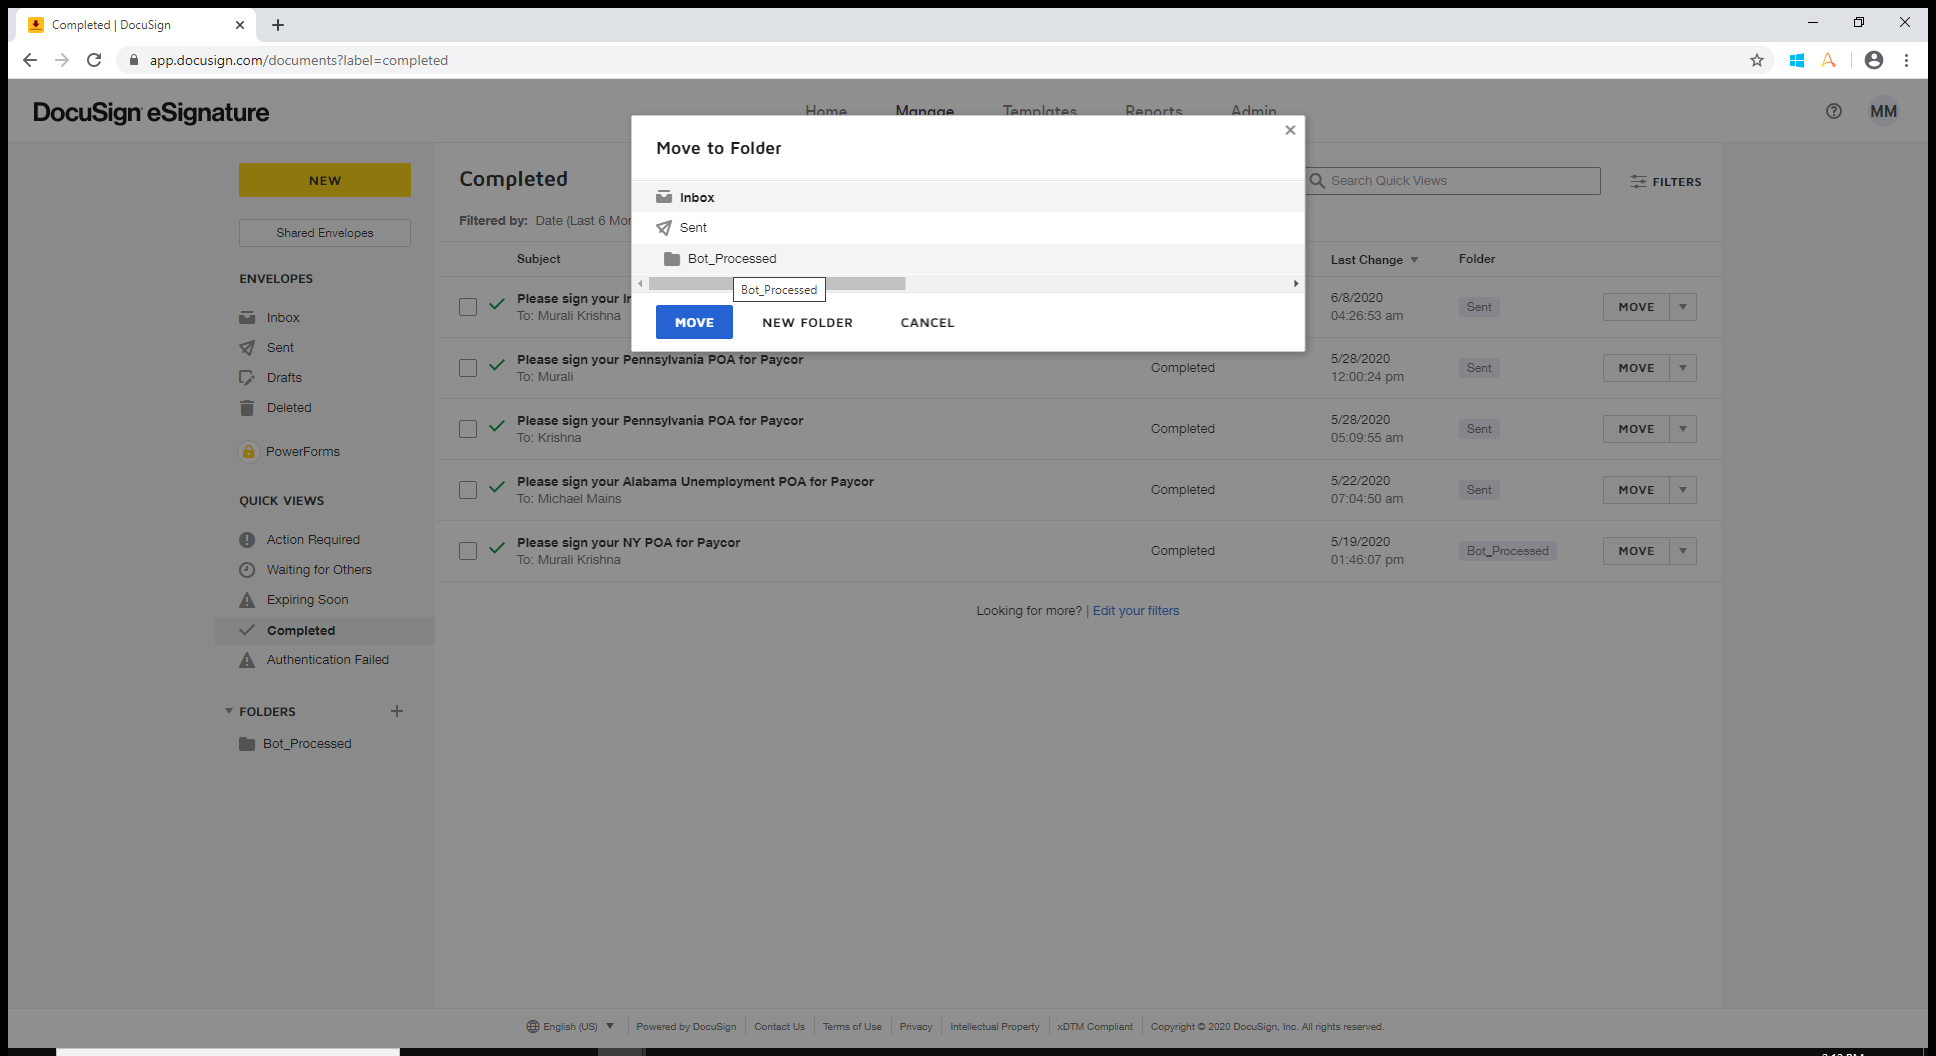 Completed | DocuSign
app.docusign.com/documents?label=completed
DocuSign eSignature
Home Manage Templates Reports Admin
MM
Move to Folder
Inbox
Sent
Bot_Processed
Bot_Processed
MOVE NEW FOLDER CANCEL
NEW
Shared Envelopes
ENVELOPES
Inbox
Sent
Drafts
Deleted
PowerForms
QUICK VIEWS
Action Required
Waiting for Others
Expiring Soon
Completed
Authentication Failed
FOLDERS
Bot_Processed
Completed
Search Quick Views
FILTERS
Filtered by: Date (Last 6 Mo
Subject Last Change Folder
Please sign your
To: Murali Krishna
6/8/2020
04:26:53 am
Sent
MOVE
Please sign your Pennsylvania POA for Paycor
To: Murali
Completed
5/28/2020
12:00:24 pm
Sent
MOVE
Please sign your Pennsylvania POA for Paycor
To: Krishna
Completed
5/28/2020
05:09:55 am
Sent
MOVE
Please sign your Alabama Unemployment POA for Paycor
To: Michael Mains
Completed
5/22/2020
07:04:50 am
Sent
MOVE
Please sign your NY POA for Paycor
To: Murali Krishna
Completed
5/19/2020
01:46:07 pm
Bot_Processed
MOVE
Looking for more? | Edit your filters
English (US) Powered by DocuSign Contact Us Terms of Use Privacy Intellectual Property xDTM Compliant Copyright © 2020 DocuSign, Inc. All rights reserved.